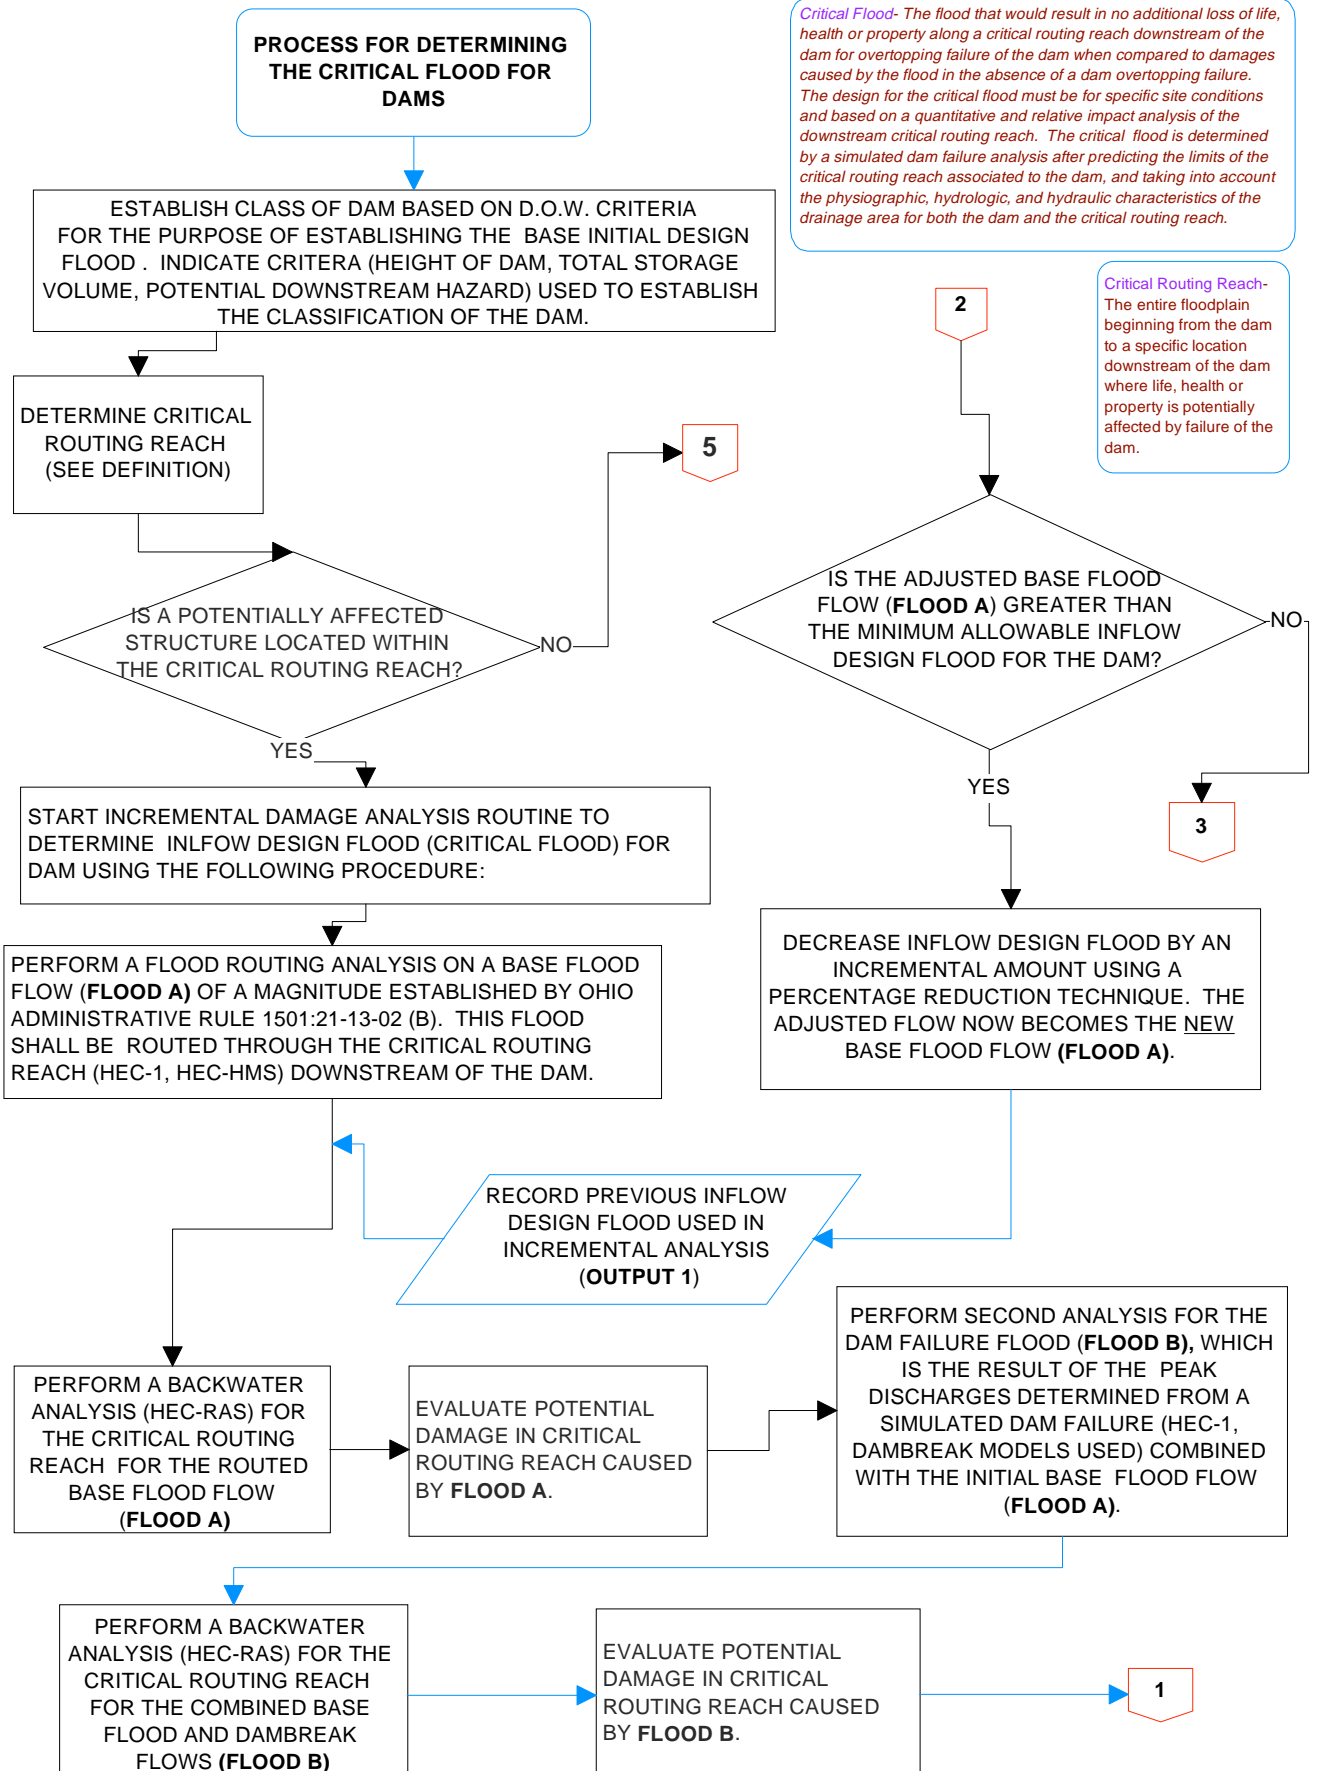 PROCESS FOR DETERMINING
THE CRITICAL FLOOD FOR
DAMS
Critical Flood- The flood that would result in no additional loss of life,
health or property along a critical routing reach downstream of the
dam for overtopping failure of the dam when compared to damages
caused by the flood in the absence of a dam overtopping failure.
The design for the critical flood must be for specific site conditions
and based on a quantitative and relative impact analysis of the
downstream critical routing reach. The critical flood is determined
by a simulated dam failure analysis after predicting the limits of the
critical routing reach associated to the dam, and taking into account
the physiographic, hydrologic, and hydraulic characteristics of the
drainage area for both the dam and the critical routing reach.
ESTABLISH CLASS OF DAM BASED ON D.O.W. CRITERIA
FOR THE PURPOSE OF ESTABLISHING THE BASE INITIAL DESIGN
FLOOD . INDICATE CRITERA (HEIGHT OF DAM, TOTAL STORAGE
VOLUME, POTENTIAL DOWNSTREAM HAZARD) USED TO ESTABLISH
THE CLASSIFICATION OF THE DAM.
Critical Routing Reach-
The entire floodplain
beginning from the dam
to a specific location
downstream of the dam
where life, health or
property is potentially
affected by failure of the
dam.
2
DETERMINE CRITICAL
ROUTING REACH
(SEE DEFINITION)
5
IS A POTENTIALLY AFFECTED
STRUCTURE LOCATED WITHIN
THE CRITICAL ROUTING REACH?
NO
YES
IS THE ADJUSTED BASE FLOOD
FLOW (FLOOD A) GREATER THAN
THE MINIMUM ALLOWABLE INFLOW
DESIGN FLOOD FOR THE DAM?
NO
YES
3
START INCREMENTAL DAMAGE ANALYSIS ROUTINE TO
DETERMINE INLFOW DESIGN FLOOD (CRITICAL FLOOD) FOR
DAM USING THE FOLLOWING PROCEDURE:
PERFORM A FLOOD ROUTING ANALYSIS ON A BASE FLOOD
FLOW (FLOOD A) OF A MAGNITUDE ESTABLISHED BY OHIO
ADMINISTRATIVE RULE 1501:21-13-02 (B). THIS FLOOD
SHALL BE ROUTED THROUGH THE CRITICAL ROUTING
REACH (HEC-1, HEC-HMS) DOWNSTREAM OF THE DAM.
DECREASE INFLOW DESIGN FLOOD BY AN
INCREMENTAL AMOUNT USING A
PERCENTAGE REDUCTION TECHNIQUE. THE
ADJUSTED FLOW NOW BECOMES THE NEW
BASE FLOOD FLOW (FLOOD A).
RECORD PREVIOUS INFLOW
DESIGN FLOOD USED IN
INCREMENTAL ANALYSIS
(OUTPUT 1)
PERFORM A BACKWATER
ANALYSIS (HEC-RAS) FOR
THE CRITICAL ROUTING
REACH FOR THE ROUTED
BASE FLOOD FLOW
(FLOOD A)
EVALUATE POTENTIAL
DAMAGE IN CRITICAL
ROUTING REACH CAUSED
BY FLOOD A.
PERFORM SECOND ANALYSIS FOR THE
DAM FAILURE FLOOD (FLOOD B), WHICH
IS THE RESULT OF THE PEAK
DISCHARGES DETERMINED FROM A
SIMULATED DAM FAILURE (HEC-1,
DAMBREAK MODELS USED) COMBINED
WITH THE INITIAL BASE FLOOD FLOW
(FLOOD A).
PERFORM A BACKWATER
ANALYSIS (HEC-RAS) FOR THE
CRITICAL ROUTING REACH
FOR THE COMBINED BASE
FLOOD AND DAMBREAK
FLOWS (FLOOD B)
EVALUATE POTENTIAL
DAMAGE IN CRITICAL
ROUTING REACH CAUSED
BY FLOOD B.
1